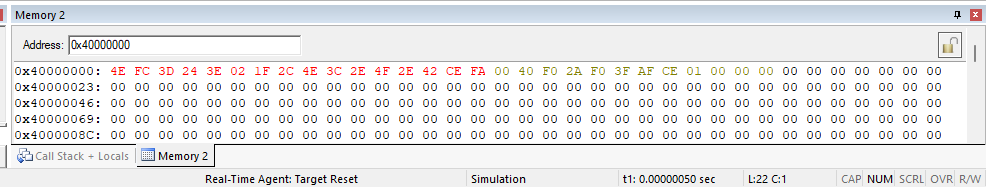 Memory 2
Address: 0x40000000
0x40000000: 4E FC 3D 24 3E 02 1F 2C 4E 3C 2E 4F 2E 42 CE FA 00 40 F0 2A F0 3F AF CE 01 00 00 00 00 00 00 00 00 00 00
0x40000023: 00 00 00 00 00 00 00 00 00 00 00 00 00 00 00 00 00 00 00 00 00 00 00 00 00 00 00 00 00 00 00 00 00 00 00
0x40000046: 00 00 00 00 00 00 00 00 00 00 00 00 00 00 00 00 00 00 00 00 00 00 00 00 00 00 00 00 00 00 00 00 00 00 00
0x40000069: 00 00 00 00 00 00 00 00 00 00 00 00 00 00 00 00 00 00 00 00 00 00 00 00 00 00 00 00 00 00 00 00 00 00 00
0x4000008C: 00 00 00 00 00 00 00 00 00 00 00 00 00 00 00 00 00 00 00 00 00 00 00 00 00 00 00 00 00 00 00 00 00 00 00
Call Stack + Locals Memory 2
Real-Time Agent: Target Reset Simulation t1: 0.00000050 sec L:22 C:1 CAP NUM SCRL OVR R/W